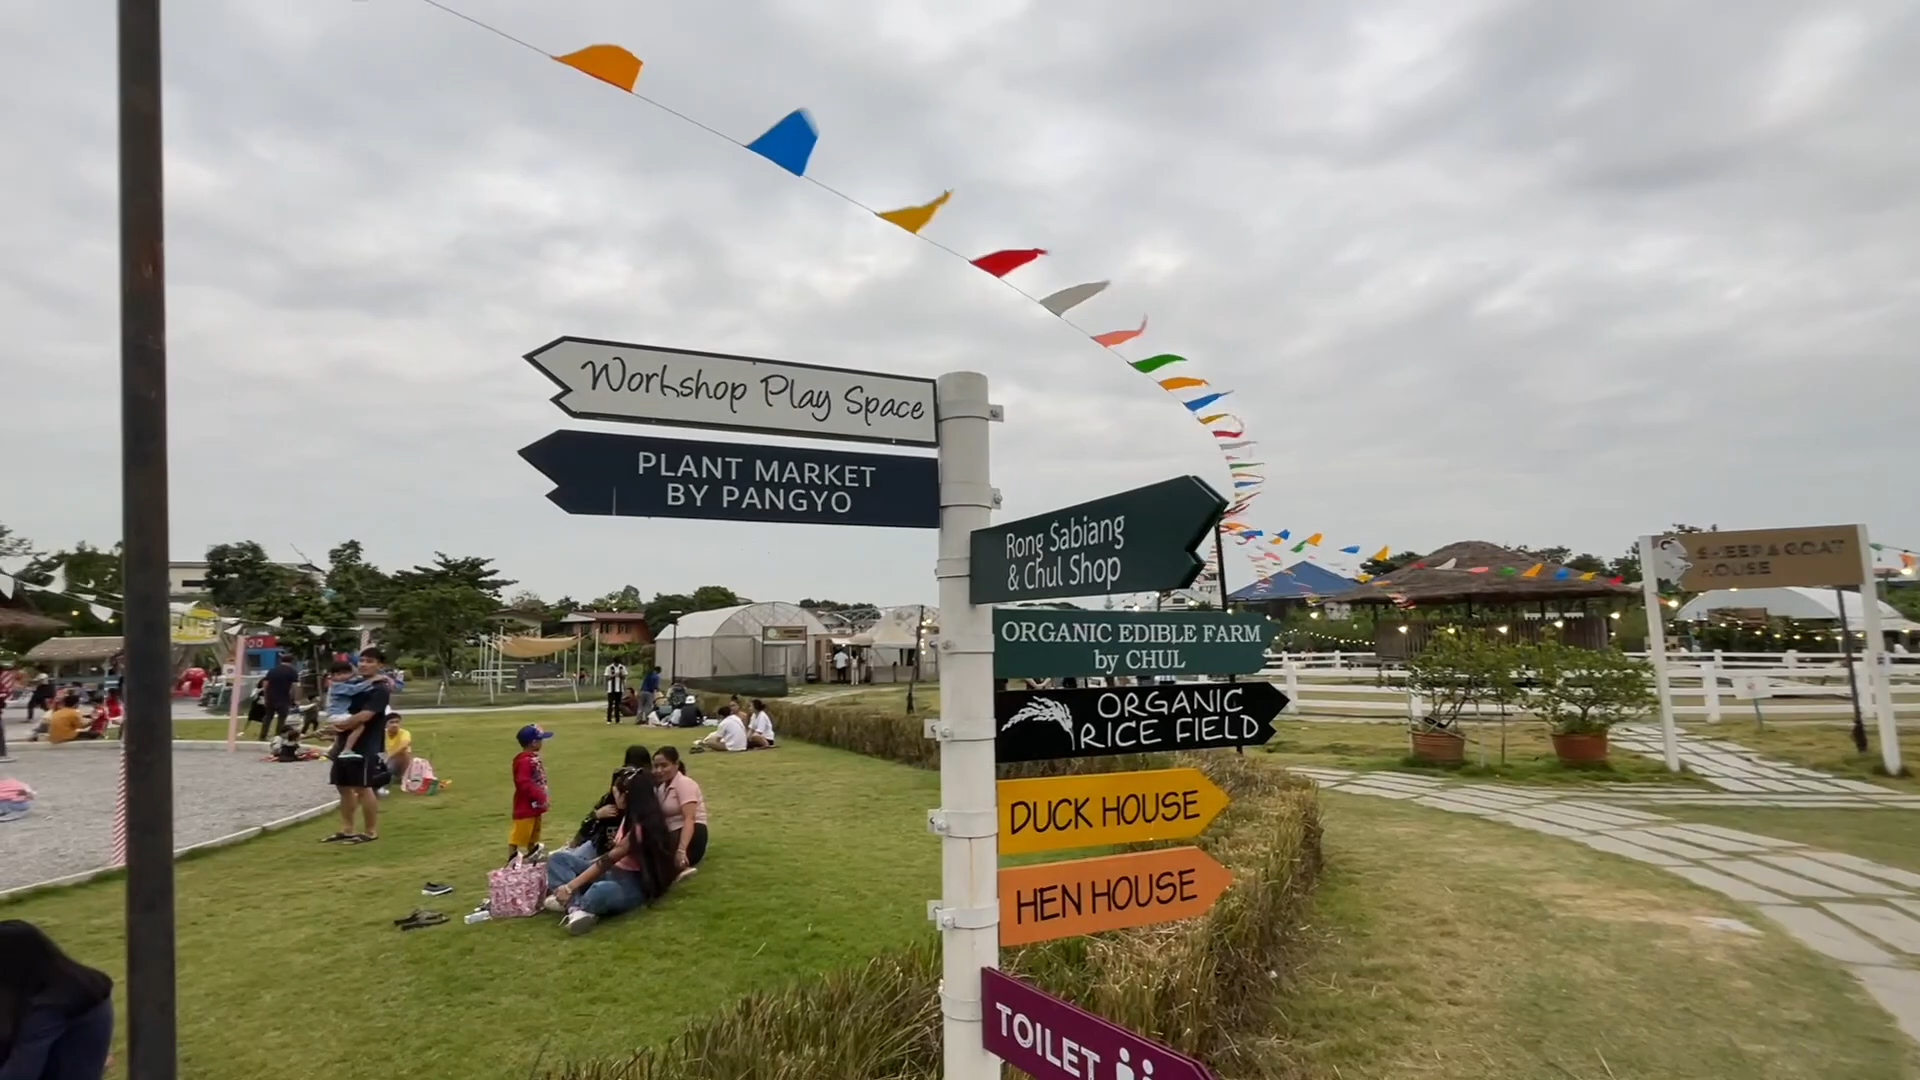 Workshop Play Space
PLANT MARKET
BY PANGYO
Rong Sabiang
& Chul Shop
ORGANIC EDIBLE FARM
by CHUL
ORGANIC
RICE FIELD
DUCK HOUSE
HEN HOUSE
TOILET
SHEEP & GOAT
HOUSE